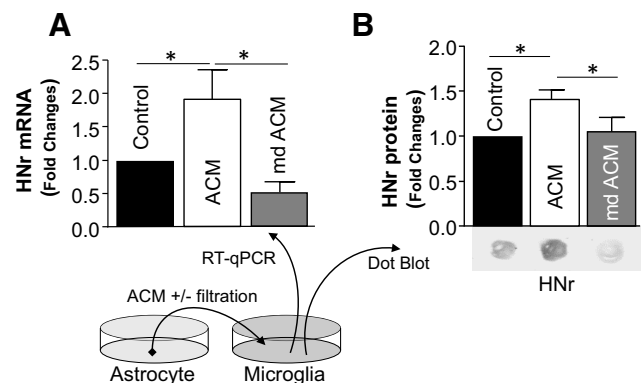 A
B
* *
* *
HNr mRNA
(Fold Changes)
2.5
2.0
1.5
1.0
0.5
0.0
Control
ACM
md ACM
HNr protein
(Fold Changes)
2.0
1.5
1.0
0.5
0.0
Control
ACM
md ACM
HNr
RT-qPCR
Dot Blot
ACM +/- filtration
Astrocyte
Microglia